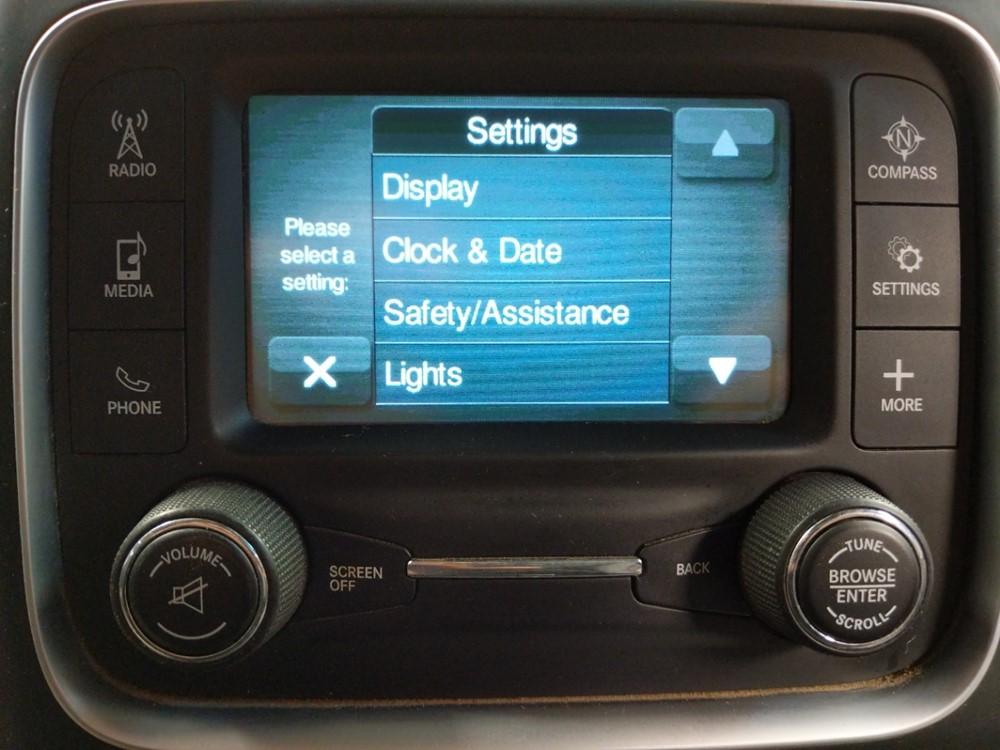 Settings
Display
Clock & Date
Safety/Assistance
Lights
Please
select a
setting:
RADIO
MEDIA
PHONE
N
COMPASS
SETTINGS
MORE
VOLUME
SCREEN
OFF
BACK
TUNE
BROWSE
ENTER
SCROLL